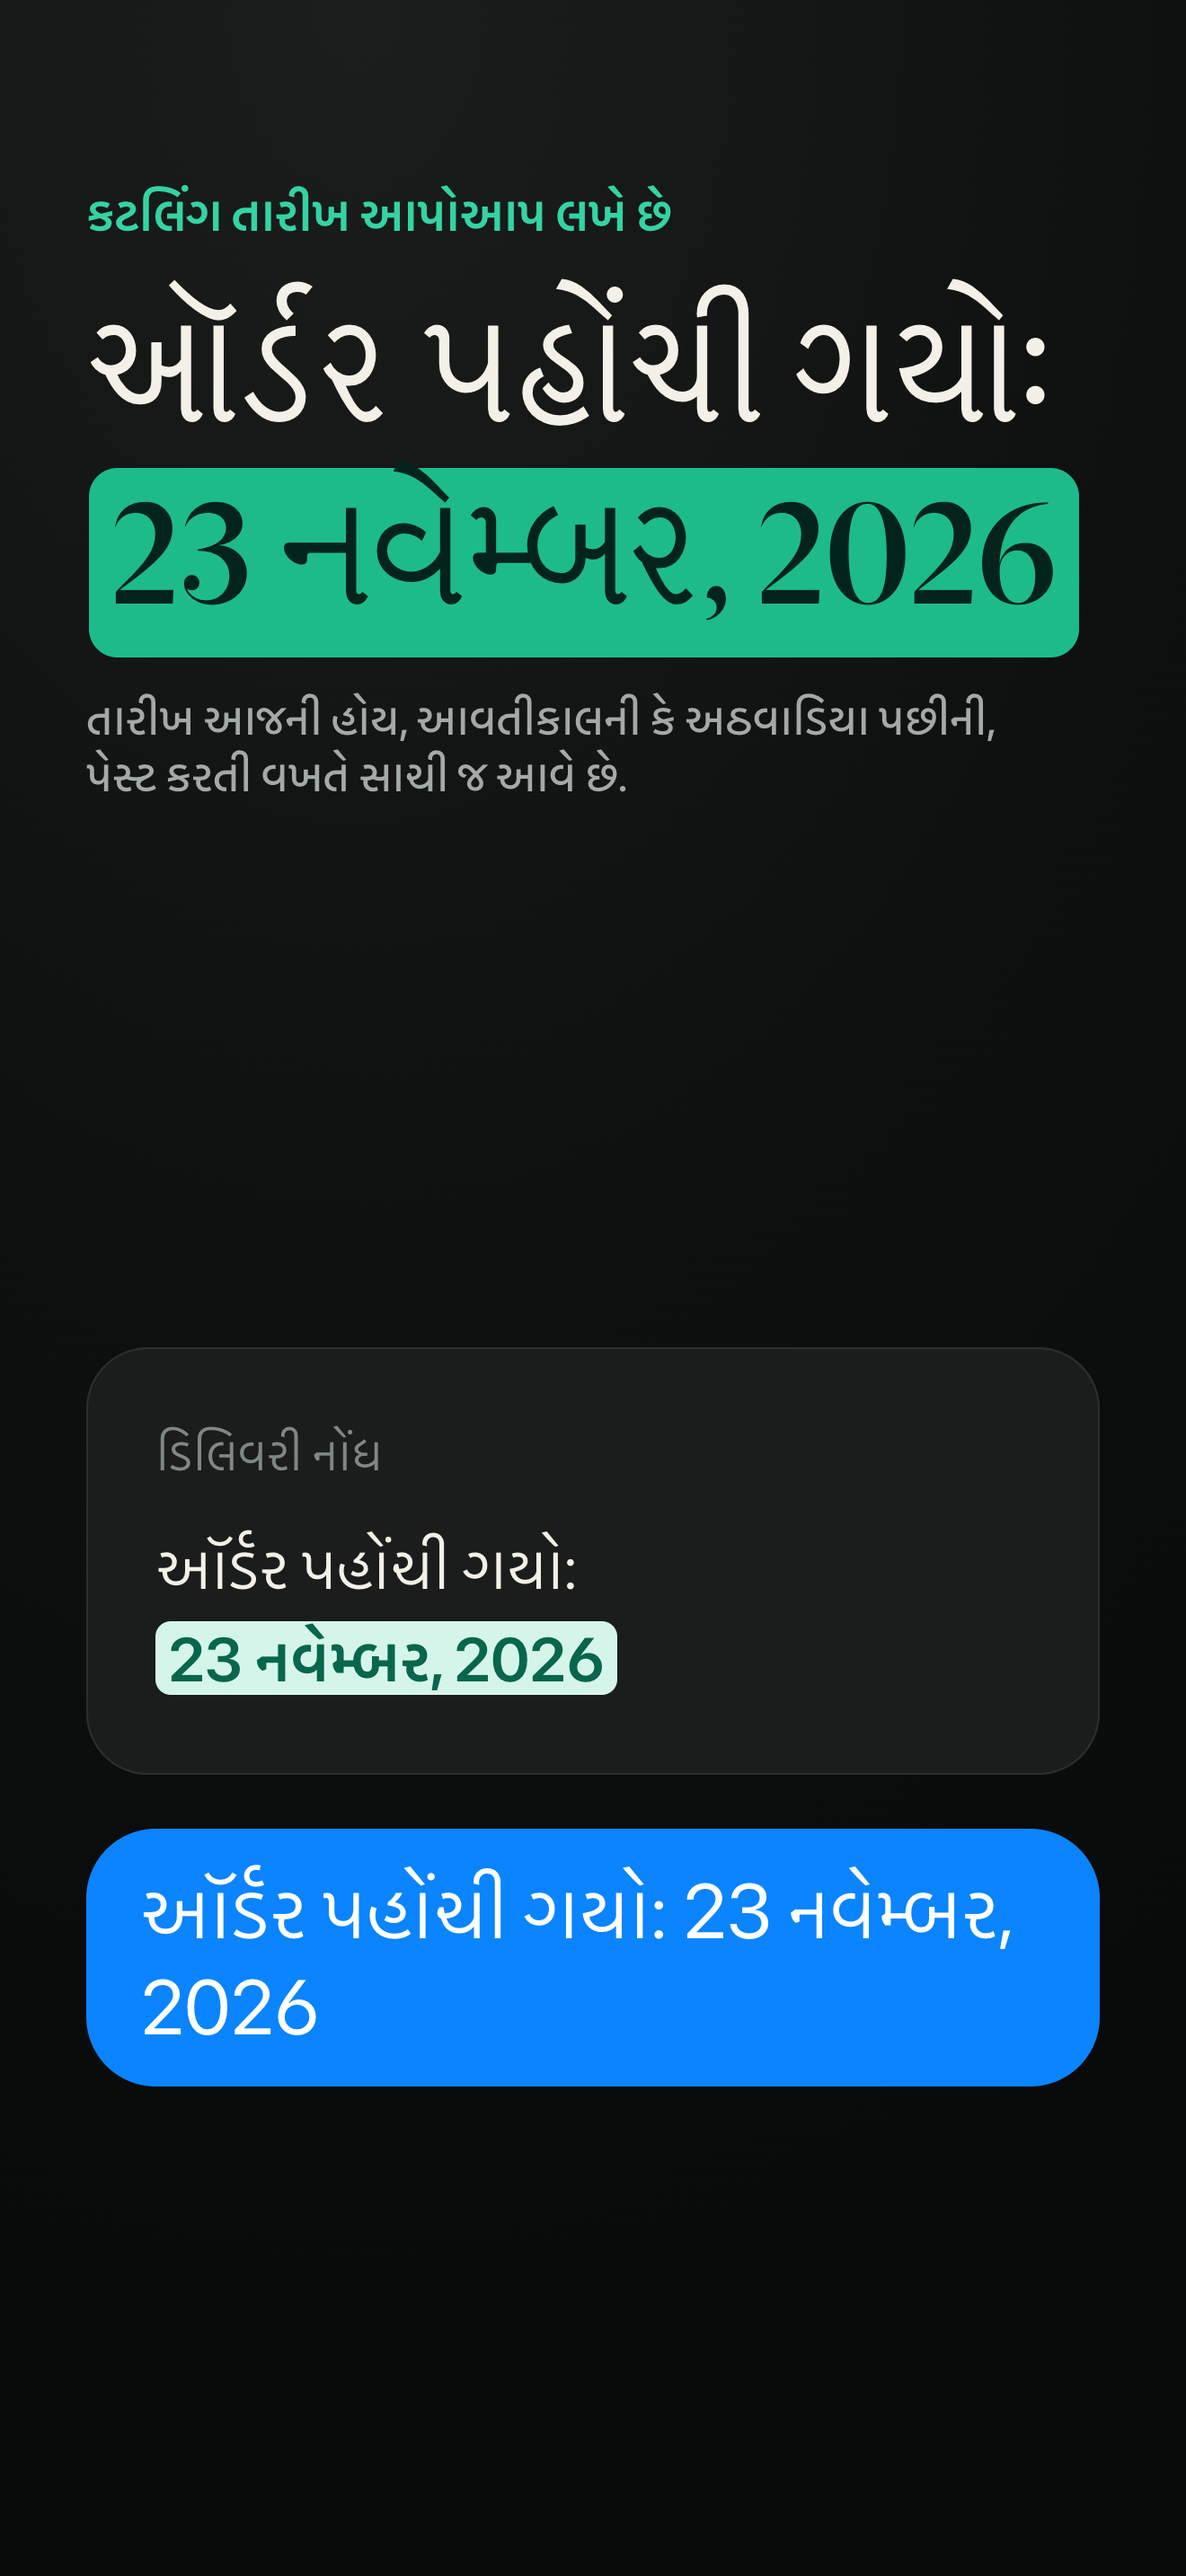 કટલિંગ તારીખ આપોઆપ લખે છે
ઑર્ડર પહોંચી ગયો:
23 નવેમ્બર, 2026
તારીખ આજની હોય, આવતીકાલની કે અઠવાડિયા પછીની,
પેસ્ટ કરતી વખતે સાચી જ આવે છે.
ડિલિવરી નોંધ
ઑર્ડર પહોંચી ગયો:
23 નવેમ્બર, 2026
ઑર્ડર પહોંચી ગયો: 23 નવેમ્બર,
2026